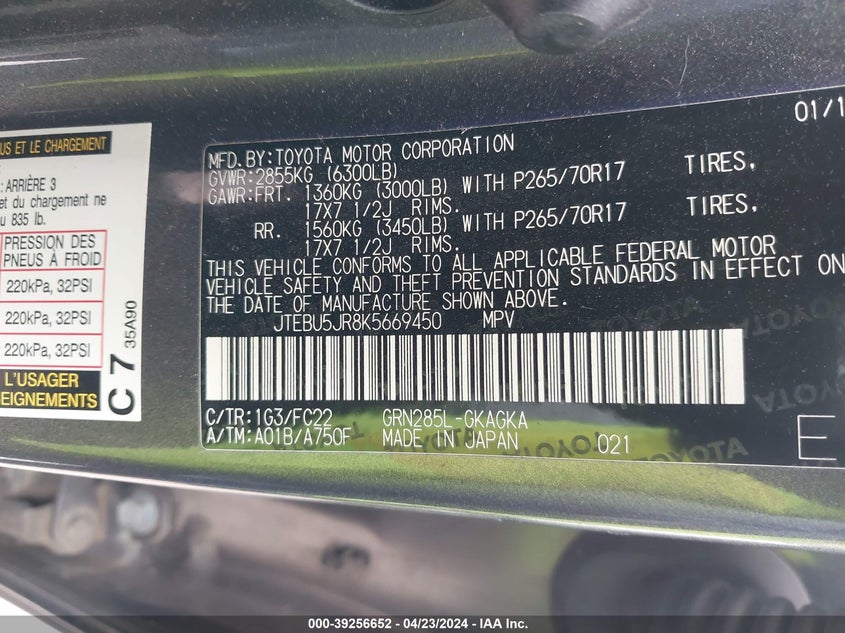 US ET LE CHARGEMENT
: ARRIÈRE 3
et du chargement ne
u 835 lb.
PRESSION DES
PNEUS À FROID
220kPa, 32PSI
220kPa, 32PSI
220kPa, 32PSI
L'USAGER
EIGNEMENTS
C 7 35A90
01/1
MFD. BY:TOYOTA MOTOR CORPORATION
GVWR:2855KG (6300LB)
GAWR:FRT. 1360KG (3000LB) WITH P265/70R17 TIRES.
17X7 1/2J RIMS.
RR. 1560KG (3450LB) WITH P265/70R17 TIRES.
17X7 1/2J RIMS.
THIS VEHICLE CONFORMS TO ALL APPLICABLE FEDERAL MOTOR
VEHICLE SAFETY AND THEFT PREVENTION STANDARDS IN EFFECT ON
THE DATE OF MANUFACTURE SHOWN ABOVE.
JTEBU5JR8K5669450 MPV
C/TR:1G3/FC22 GRN285L-GKAGKA
A/TM:A01B/A750F MADE IN JAPAN 021 E
000-39256652 - 04/23/2024 - IAA Inc.